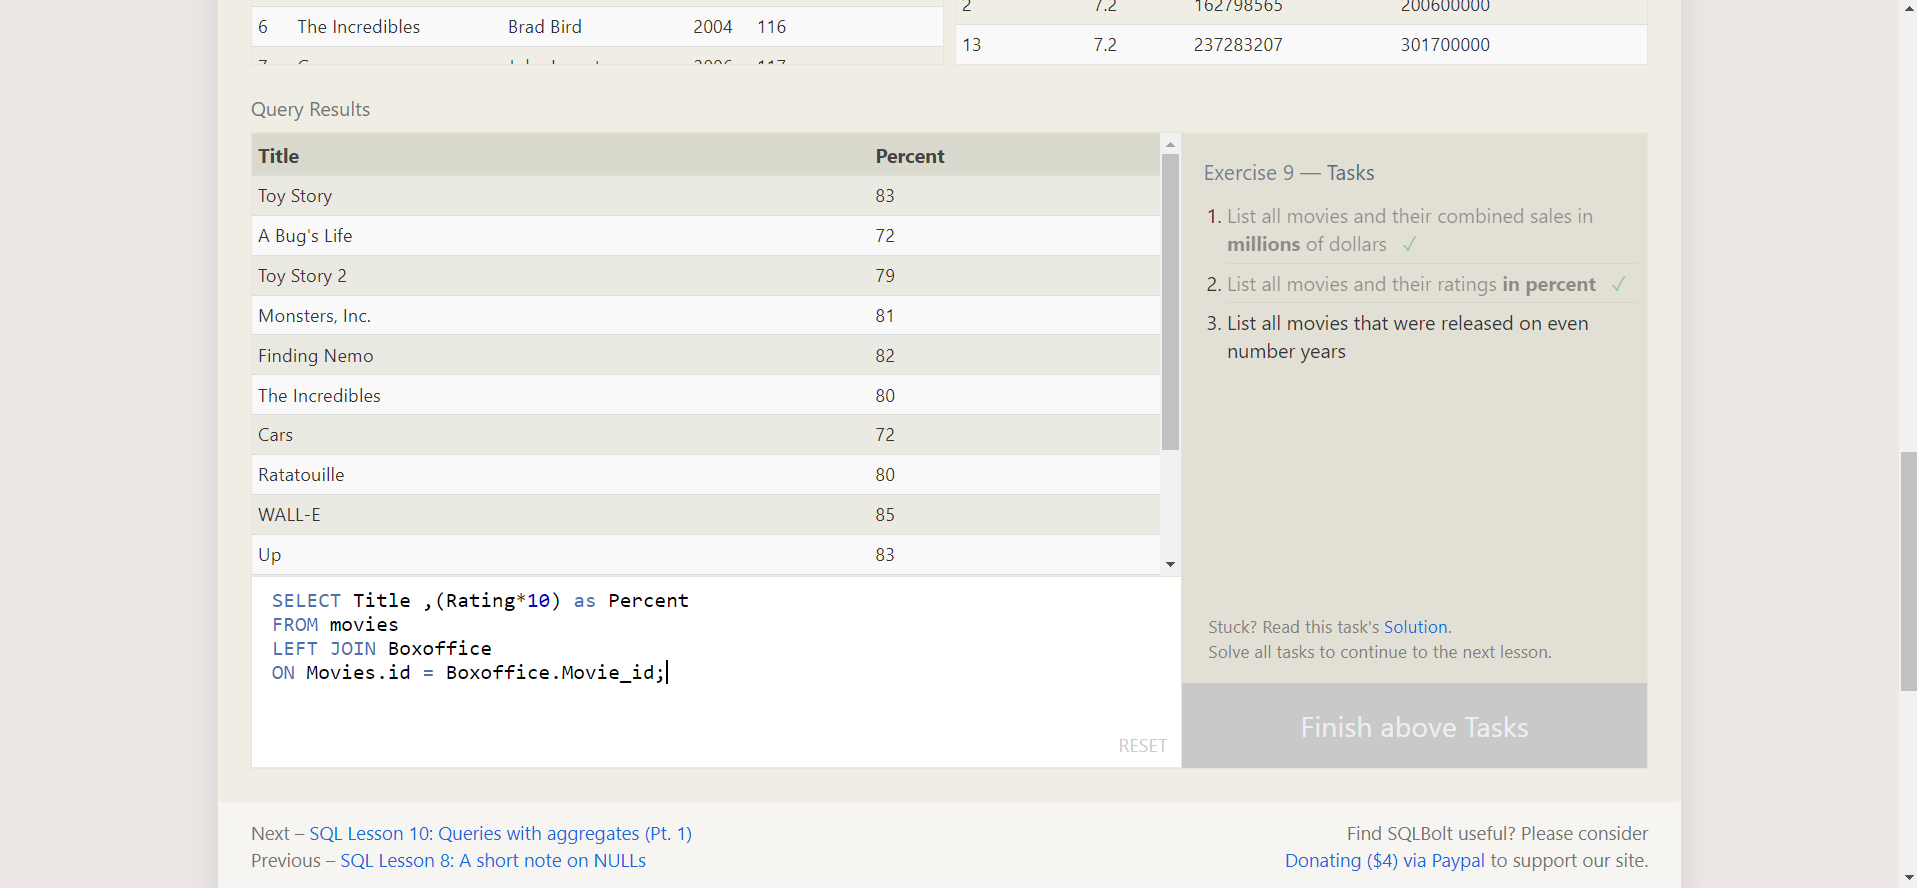 6 The Incredibles Brad Bird 2004 116
2 7.2 162798565 200600000
13 7.2 237283207 301700000
Query Results
Title Percent
Toy Story 83
A Bug's Life 72
Toy Story 2 79
Monsters, Inc. 81
Finding Nemo 82
The Incredibles 80
Cars 72
Ratatouille 80
WALL-E 85
Up 83
SELECT Title ,(Rating*10) as Percent
FROM movies
LEFT JOIN Boxoffice
ON Movies.id = Boxoffice.Movie_id;
RESET
Exercise 9 — Tasks
1. List all movies and their combined sales in
millions of dollars ✓
2. List all movies and their ratings in percent ✓
3. List all movies that were released on even
number years
Stuck? Read this task's Solution.
Solve all tasks to continue to the next lesson.
Finish above Tasks
Next – SQL Lesson 10: Queries with aggregates (Pt. 1)
Previous – SQL Lesson 8: A short note on NULLs
Find SQLBolt useful? Please consider
Donating ($4) via Paypal to support our site.